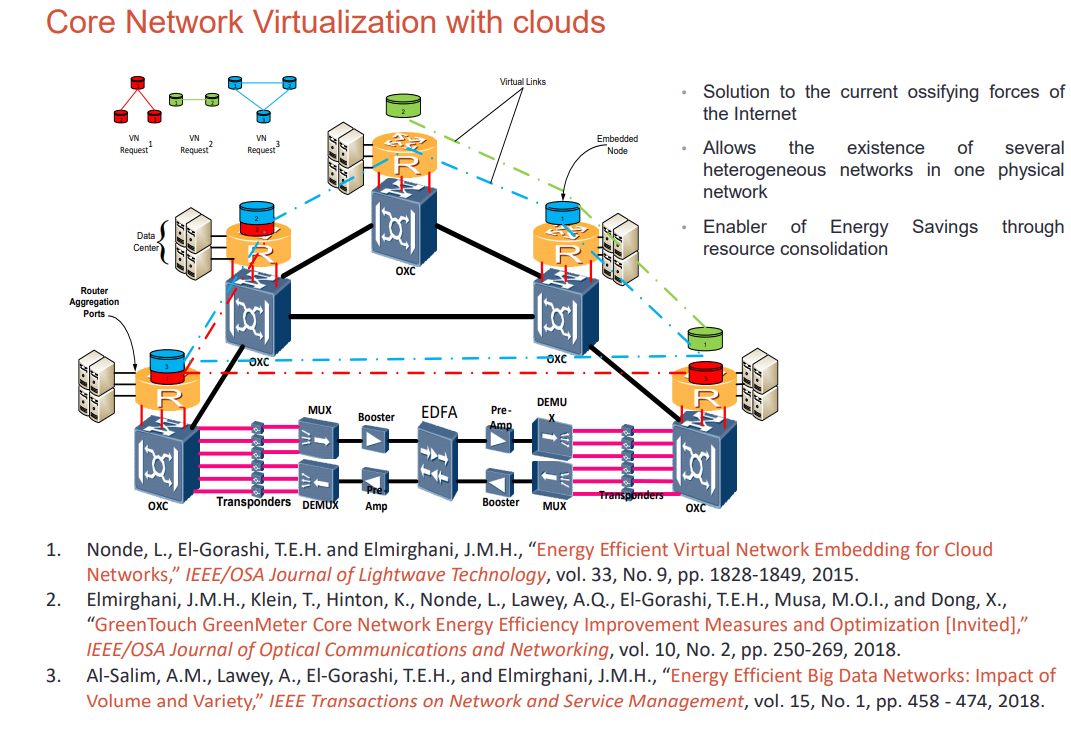 Core Network Virtualization with clouds
VN
Request 1
VN
Request 2
VN
Request 3
Virtual Links
Embedded
Node
Data
Center
Router
Aggregation
Ports
2
R
OXC
2
2
R
OXC
1
R
OXC
3
R
OXC
1
3
R
OXC
MUX
Booster
EDFA
Pre-
Amp
DEMU
X
Transponders
DEMUX
Pre
Amp
Booster
MUX
Transponders
• Solution to the current ossifying forces of
the Internet
• Allows the existence of several
heterogeneous networks in one physical
network
• Enabler of Energy Savings through
resource consolidation
1. Nonde, L., El-Gorashi, T.E.H. and Elmirghani, J.M.H., “Energy Efficient Virtual Network Embedding for Cloud
Networks,” IEEE/OSA Journal of Lightwave Technology, vol. 33, No. 9, pp. 1828-1849, 2015.
2. Elmirghani, J.M.H., Klein, T., Hinton, K., Nonde, L., Lawey, A.Q., El-Gorashi, T.E.H., Musa, M.O.I., and Dong, X.,
“GreenTouch GreenMeter Core Network Energy Efficiency Improvement Measures and Optimization [Invited],”
IEEE/OSA Journal of Optical Communications and Networking, vol. 10, No. 2, pp. 250-269, 2018.
3. Al-Salim, A.M., Lawey, A., El-Gorashi, T.E.H., and Elmirghani, J.M.H., “Energy Efficient Big Data Networks: Impact of
Volume and Variety,” IEEE Transactions on Network and Service Management, vol. 15, No. 1, pp. 458 - 474, 2018.